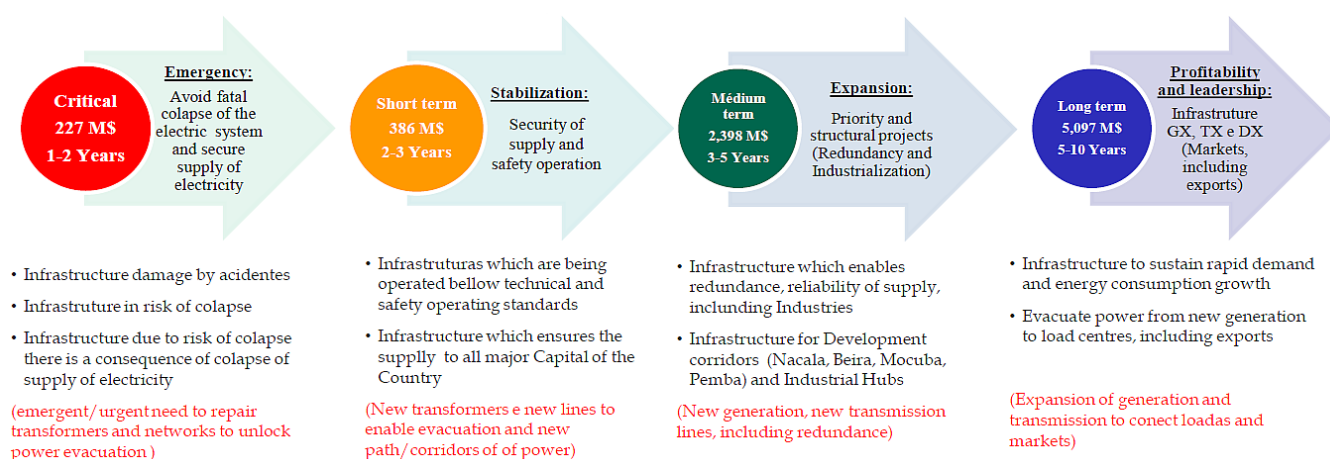 Critical
227 M$
1-2 Years
Emergency:
Avoid fatal
colapse of the
electric system
and secure
supply of
electricity
Short term
386 M$
2-3 Years
Stabilization:
Security of
supply and
safety operation
Médium
term
2,398 M$
3-5 Years
Expansion:
Priority and
structural projects
(Redundancy and
Industrialization)
Long term
5,097 M$
5-10 Years
Profitability
and leadership:
Infrastruture
GX, TX e DX
(Markets,
including
exports)
• Infrastructure damage by acidentes
• Infrastruture in risk of colapse
• Infrastructure due to risk of colapse
there is a consequence of colapse of
supply of electricity
(emergent/urgent need to repair
transformers and networks to unlock
power evacuation )
• Infrastruturas which are being
operated bellow technical and
safety operating standards
• Infrastructure which ensures the
supplly to all major Capital of the
Country
(New transformers e new lines to
enable evacuation and new
path/corridors of of power)
• Infrastructure which enables
redundance, reliability of supply,
inclunding Industries
• Infrastructure for Development
corridors (Nacala, Beira, Mocuba,
Pemba) and Industrial Hubs
(New generation, new transmission
lines, including redundance)
• Infrastructure to sustain rapid demand
and energy consumption growth
• Evacuate power from new generation
to load centres, including exports
(Expansion of generation and
transmission to conect loadas and
markets)